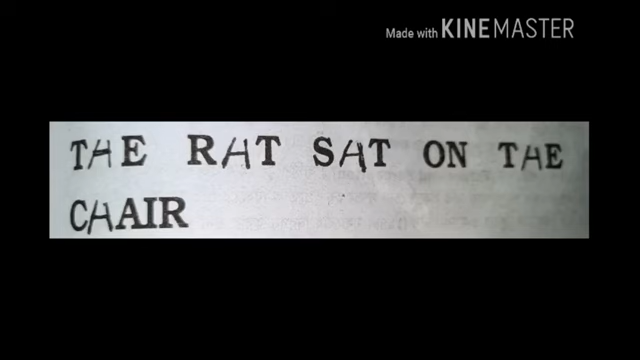 Made with KINEMASTER
THE RAT SAT ON THE
CHAIR